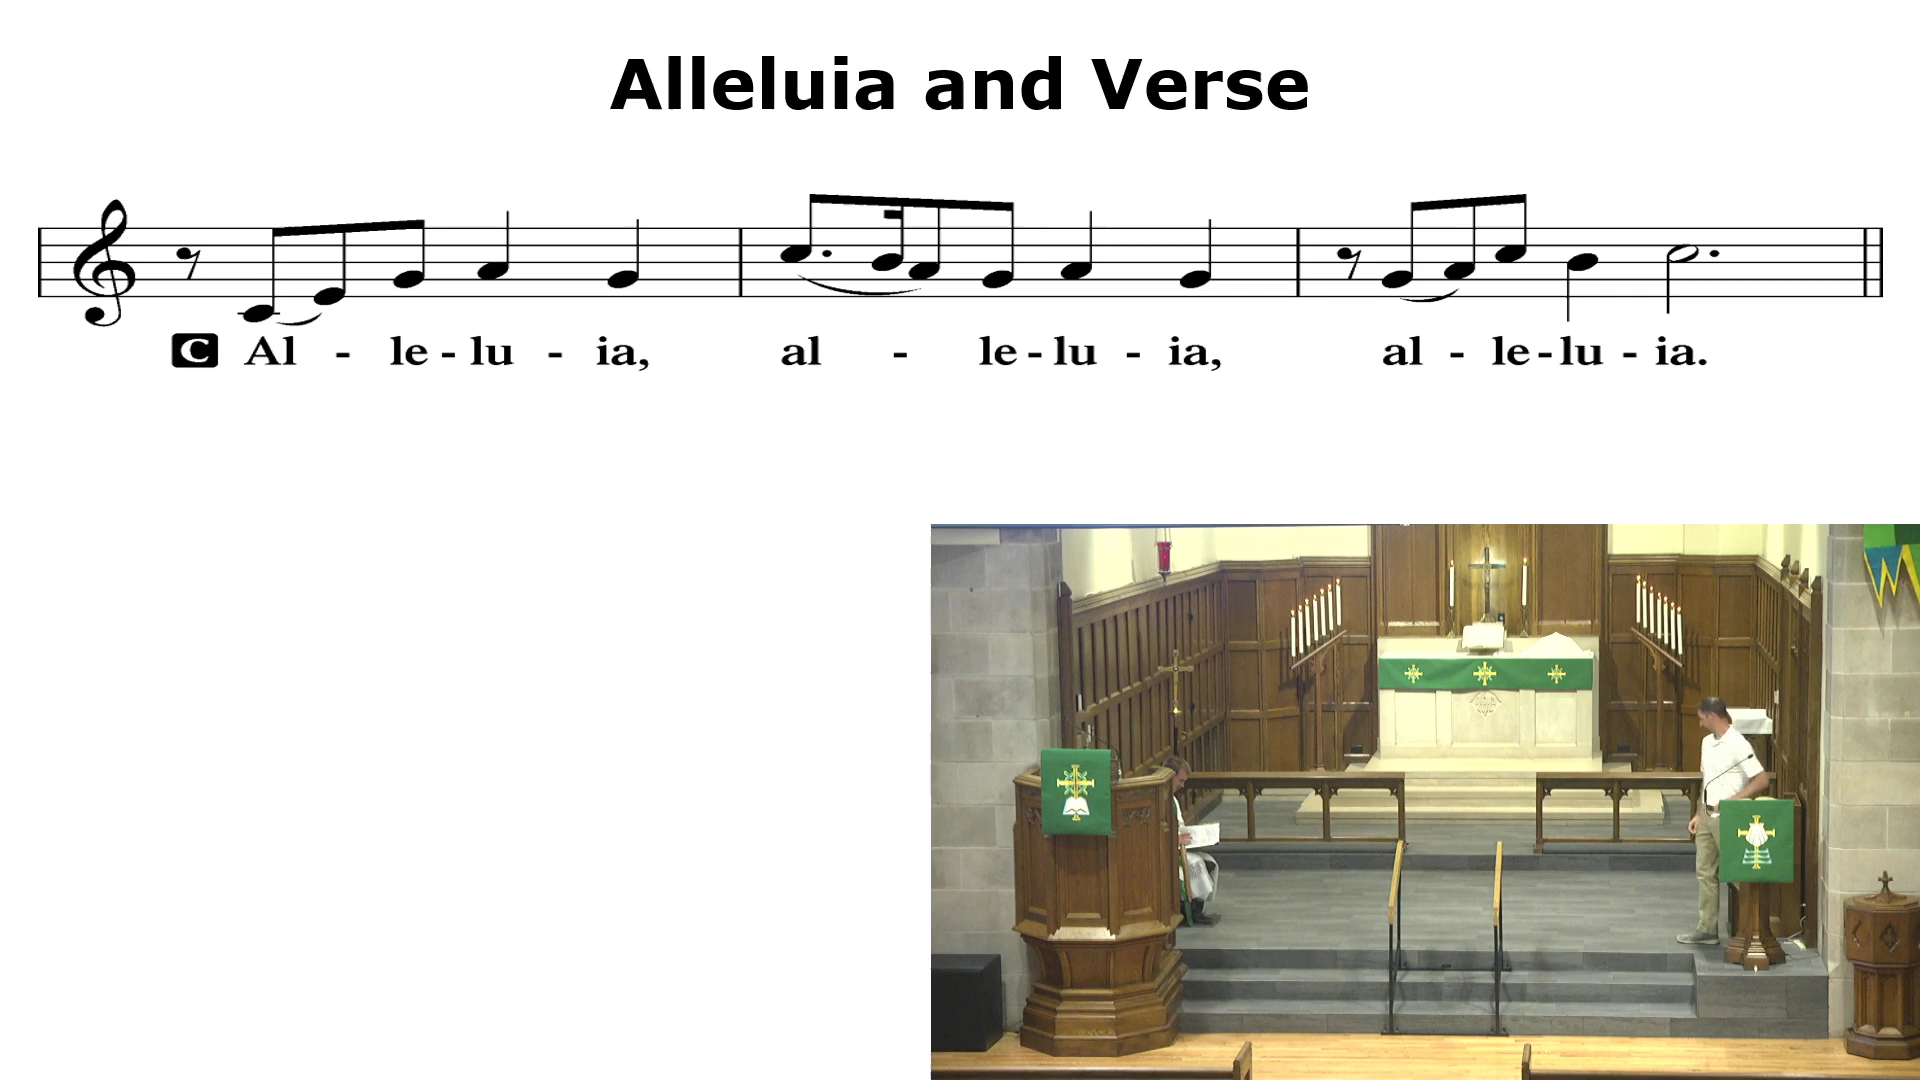 Alleluia and Verse
C Al - le - lu - ia, al - le - lu - ia, al - le - lu - ia.